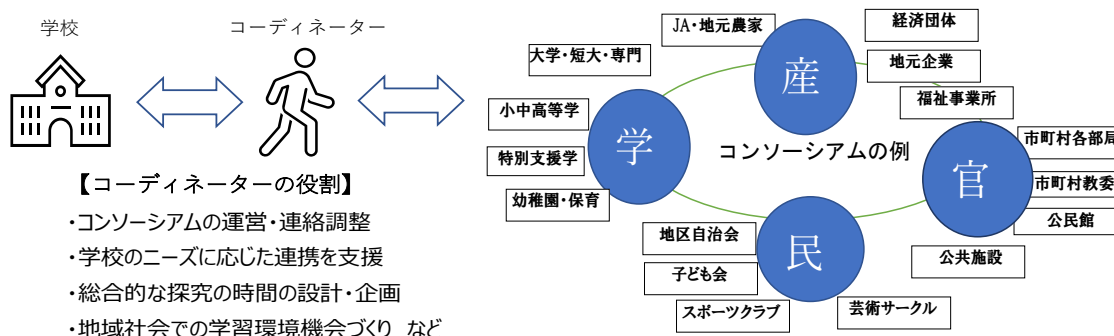 学校
コーディネーター
【コーディネーターの役割】
・コンソーシアムの運営・連絡調整
・学校のニーズに応じた連携を支援
・総合的な探究の時間の設計・企画
・地域社会での学習環境機会づくり など
JA・地元農家
経済団体
大学・短大・専門
地元企業
産
福祉事業所
小中高等学
学
コンソーシアムの例
市町村各部局
特別支援学
官
市町村教委
幼稚園・保育
公民館
地区自治会
民
公共施設
子ども会
スポーツクラブ
芸術サークル